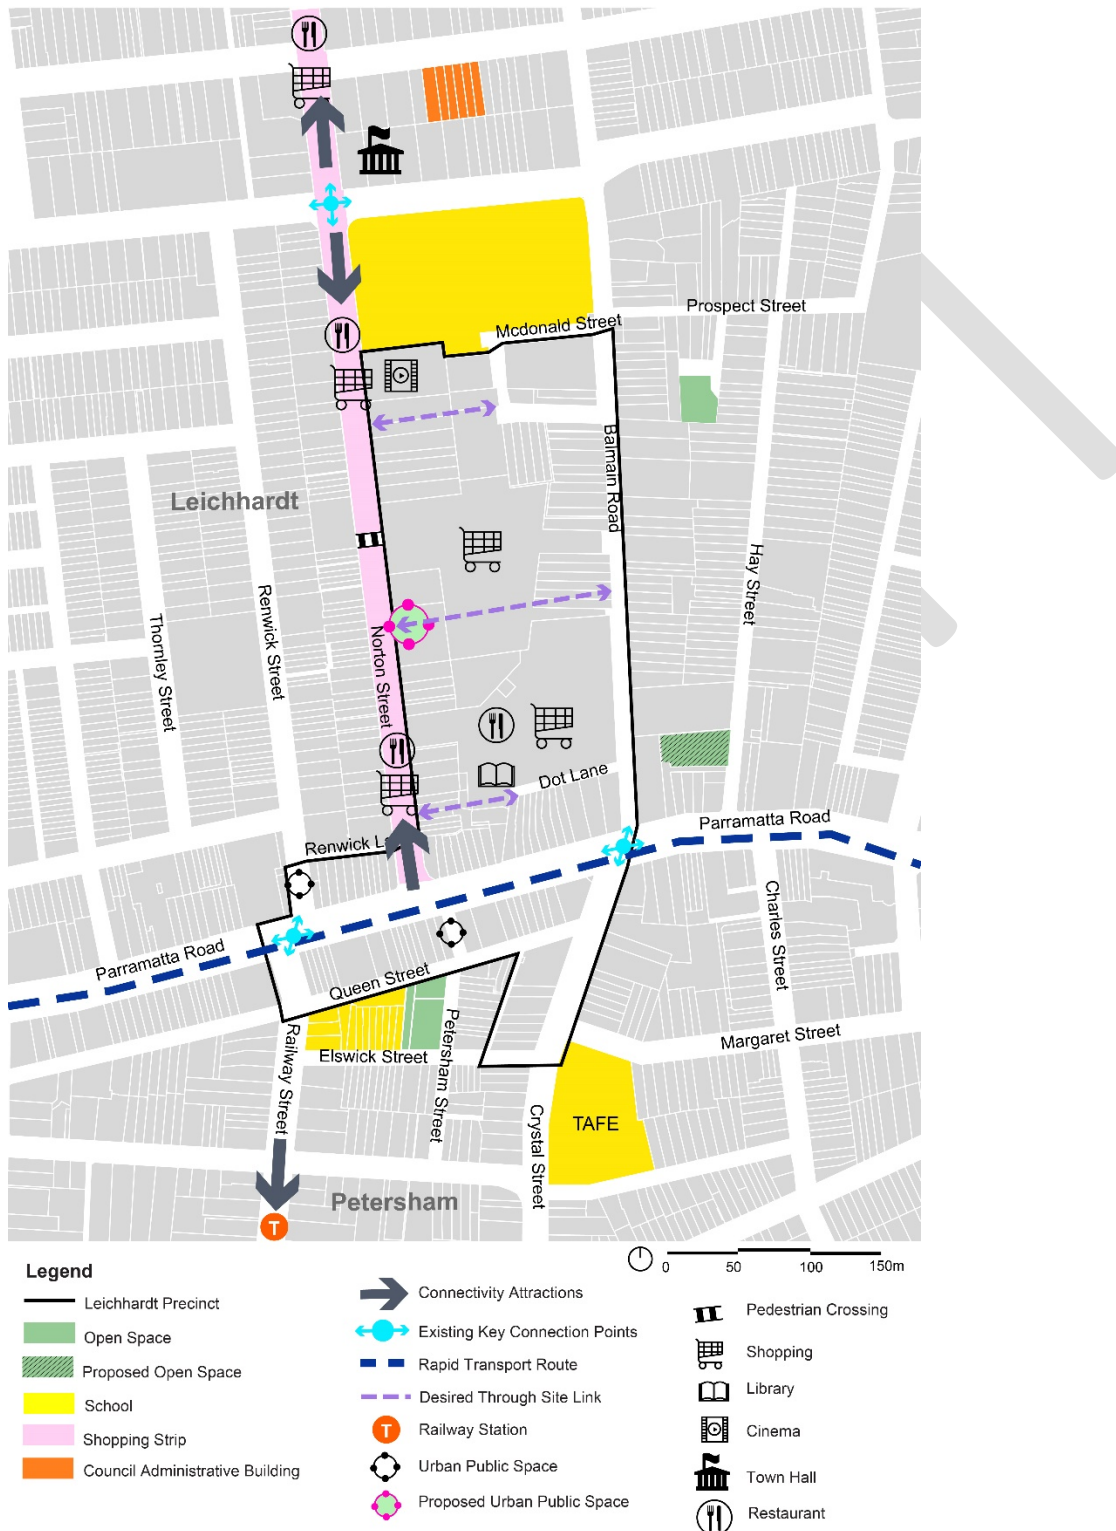 Prospect Street
Mcdonald Street
Balmain Road
Leichhardt
Hay Street
Renwick Street
Thornley Street
Norton Street
Dot Lane
Parramatta Road
Renwick La
Charles Street
Parramatta Road
Queen Street
Petersham Street
Margaret Street
Elswick Street
Railway Street
Crystal Street
TAFE
Petersham
T
0 50 100 150m
Legend
Leichhardt Precinct
Open Space
Proposed Open Space
School
Shopping Strip
Council Administrative Building
Connectivity Attractions
Existing Key Connection Points
Rapid Transport Route
Desired Through Site Link
T Railway Station
Urban Public Space
Proposed Urban Public Space
Pedestrian Crossing
Shopping
Library
Cinema
Town Hall
Restaurant